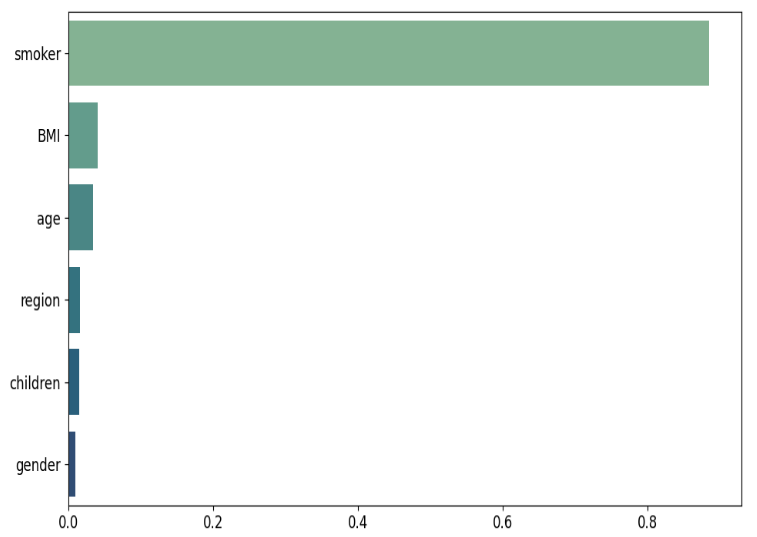 smoker
BMI
age
region
children
gender
0.0 0.2 0.4 0.6 0.8